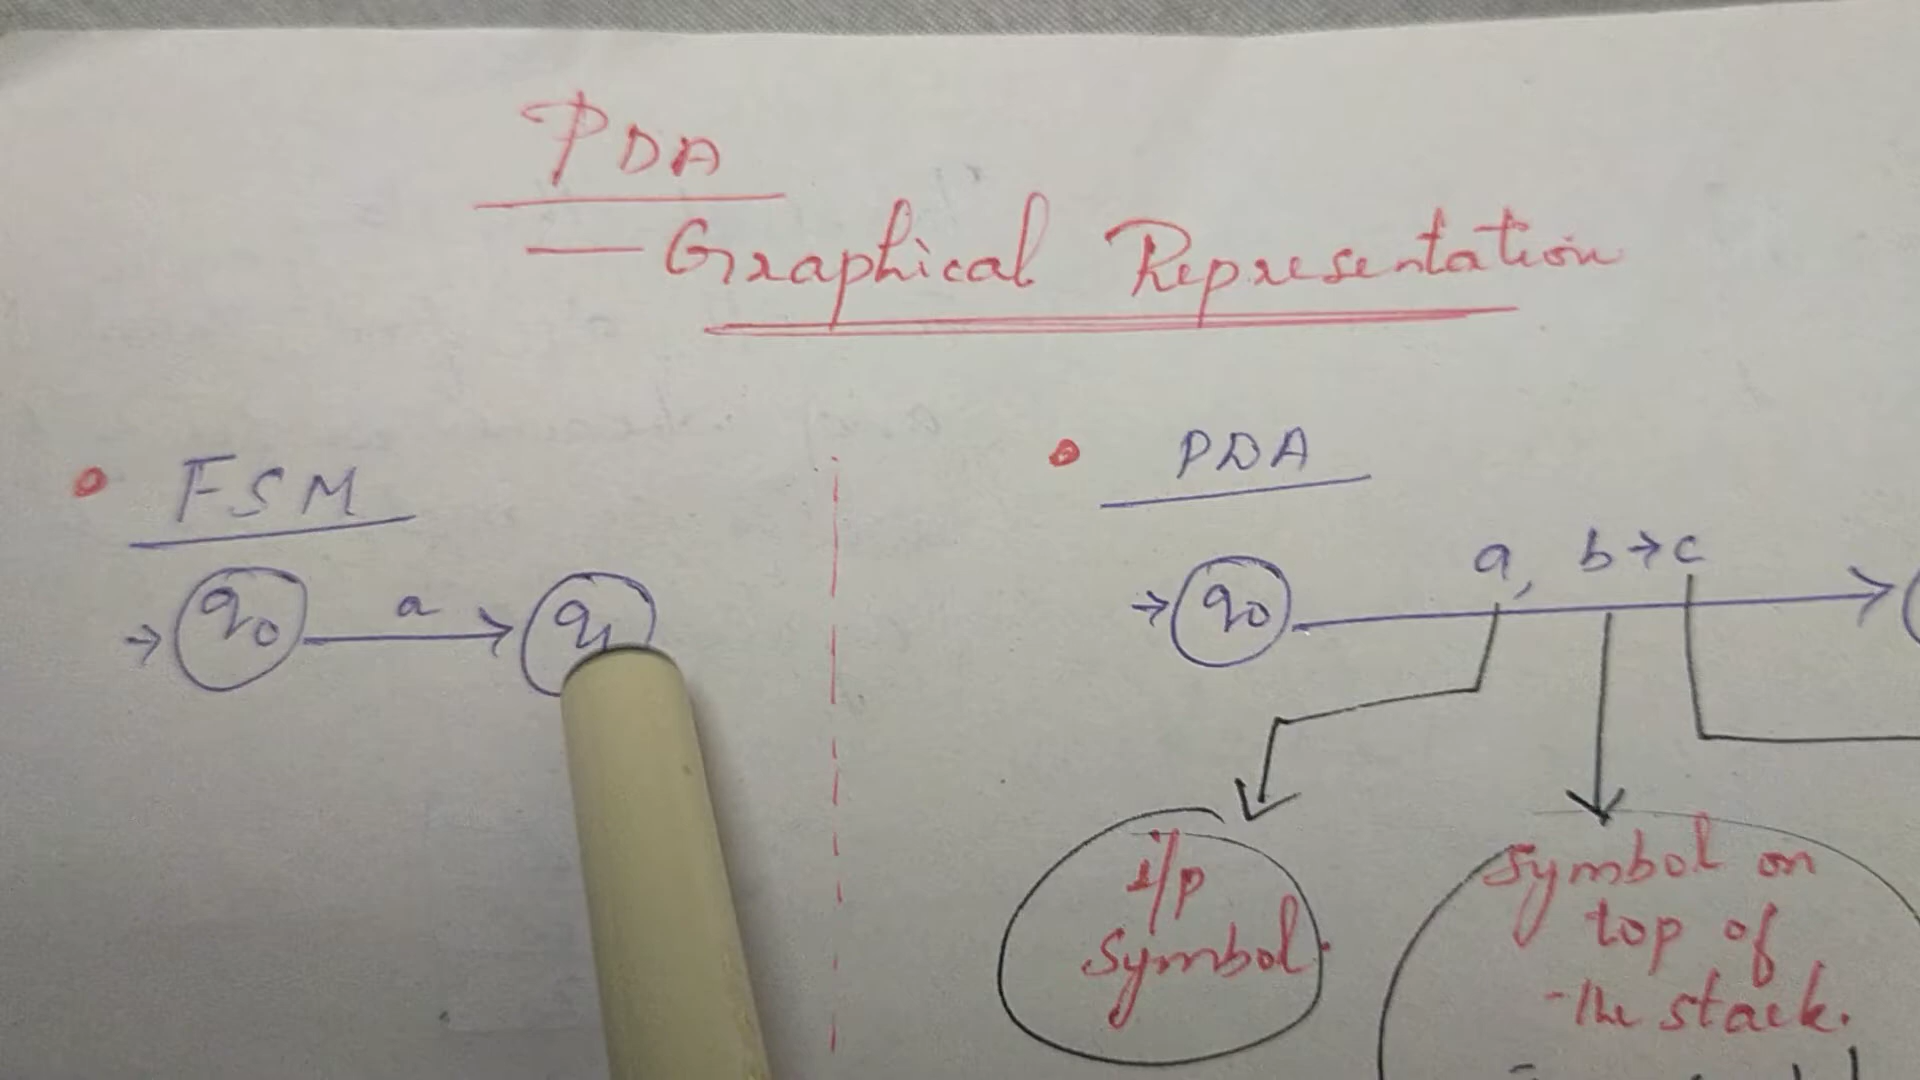 PDA
— Graphical Representation
• FSM
→ q0 a → q1
• PDA
→ q0 a, b → c →
i/p
Symbol.
Symbol on
top of
the stack.